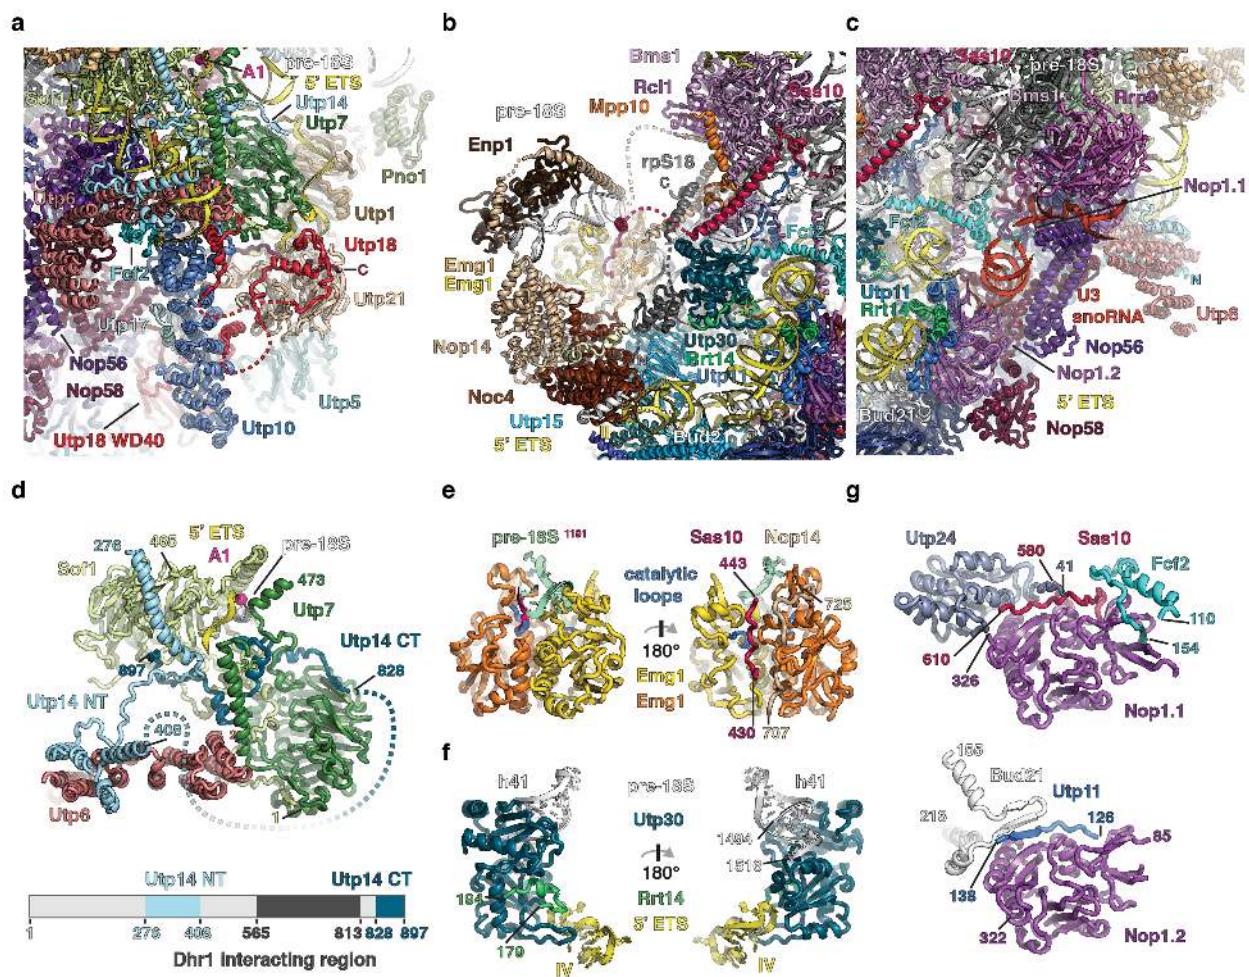 a
A1
pre-18S
5' ETS
Sof1
Utp14
Utp7
Pno1
Utp6
Utp1
Utp18
Fcf2
C
Utp21
Utp17
Nop56
Nop58
Utp5
Utp18 WD40
Utp10
b
Bms1
Rcl1
Sas10
pre-18S
Mpp10
Enp1
rpS18
C
Emg1
Emg1
Nop14
Utp30
Rrt14
Utp11
Noc4
Utp15
5' ETS
II
Bud21
c
Sas10
pre-18S
N
Bms1
Rrp9
Nop1.1
Utp11
Rrt14
N
U3
snoRNA
Utp6
Nop56
Nop1.2
5' ETS
Bud21
Nop58
d
5' ETS
276
465
A1
pre-18S
Sof1
473
Utp7
Utp14 CT
897
828
Utp14 NT
408
Utp6
1
Utp14 NT
Utp14 CT
1
276
408
565
813
828
897
Dhr1 interacting region
e
pre-18S 1191
Sas10
Nop14
catalytic
loops
443
725
180°
Emg1
Emg1
430
707
f
h41
pre-18S
h41
Utp30
1494
1516
180°
184
Rrt14
179
5' ETS
IV
IV
g
Utp24
580
Sas10
41
Fcf2
110
154
610
326
Nop1.1
155
Bud21
Utp11
126
85
138
322
Nop1.2